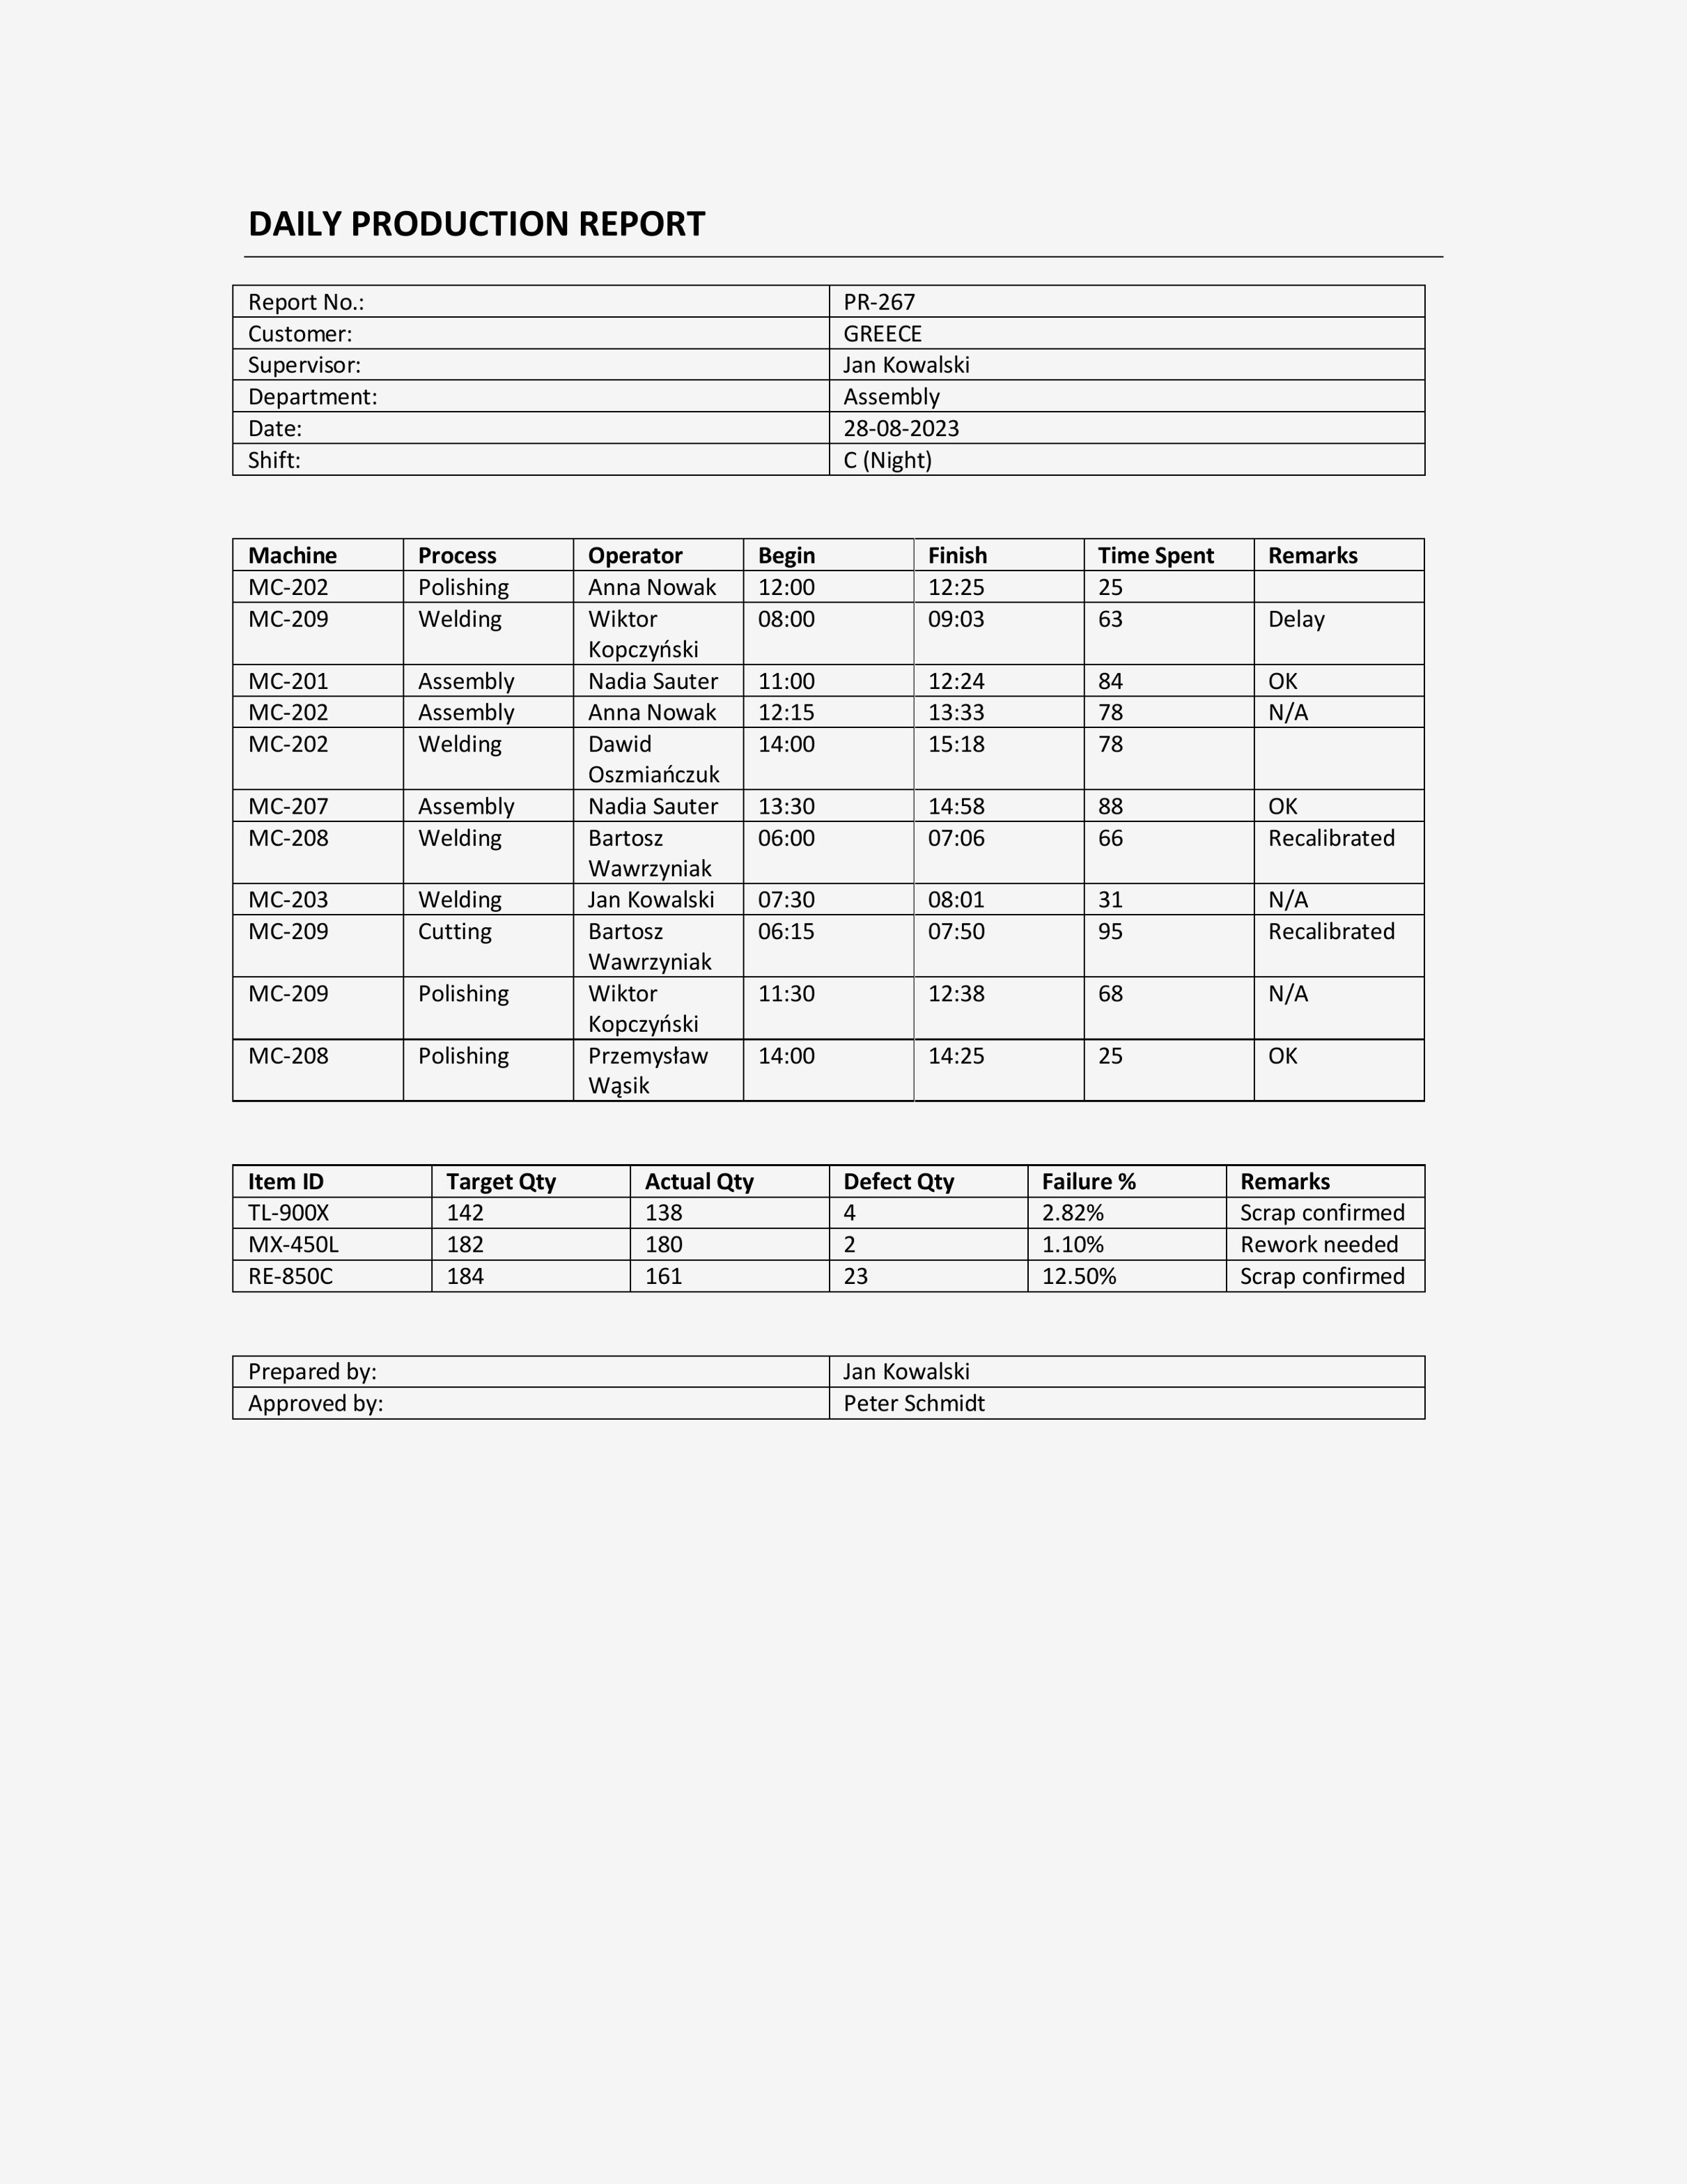 DAILY PRODUCTION REPORT
Report No.: PR-267
Customer: GREECE
Supervisor: Jan Kowalski
Department: Assembly
Date: 28-08-2023
Shift: C (Night)
Machine Process Operator Begin Finish Time Spent Remarks
MC-202 Polishing Anna Nowak 12:00 12:25 25
MC-209 Welding Wiktor 08:00 09:03 63 Delay
Kopczyński
MC-201 Assembly Nadia Sauter 11:00 12:24 84 OK
MC-202 Assembly Anna Nowak 12:15 13:33 78 N/A
MC-202 Welding Dawid 14:00 15:18 78
Oszmiańczuk
MC-207 Assembly Nadia Sauter 13:30 14:58 88 OK
MC-208 Welding Bartosz 06:00 07:06 66 Recalibrated
Wawrzyniak
MC-203 Welding Jan Kowalski 07:30 08:01 31 N/A
MC-209 Cutting Bartosz 06:15 07:50 95 Recalibrated
Wawrzyniak
MC-209 Polishing Wiktor 11:30 12:38 68 N/A
Kopczyński
MC-208 Polishing Przemysław 14:00 14:25 25 OK
Wąsik
Item ID Target Qty Actual Qty Defect Qty Failure % Remarks
TL-900X 142 138 4 2.82% Scrap confirmed
MX-450L 182 180 2 1.10% Rework needed
RE-850C 184 161 23 12.50% Scrap confirmed
Prepared by: Jan Kowalski
Approved by: Peter Schmidt